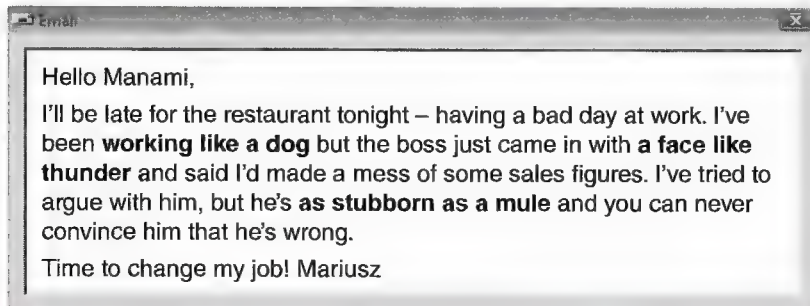 Email
Hello Manami,
I'll be late for the restaurant tonight – having a bad day at work. I've
been working like a dog but the boss just came in with a face like
thunder and said I'd made a mess of some sales figures. I've tried to
argue with him, but he's as stubborn as a mule and you can never
convince him that he's wrong.
Time to change my job! Mariusz